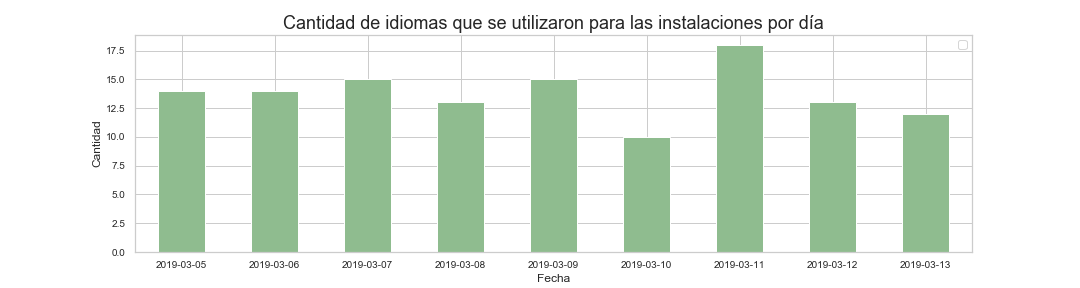 Cantidad de idiomas que se utilizaron para las instalaciones por día
17.5
15.0
12.5
10.0
7.5
5.0
2.5
0.0
Cantidad
2019-03-05 2019-03-06 2019-03-07 2019-03-08 2019-03-09 2019-03-10 2019-03-11 2019-03-12 2019-03-13
Fecha